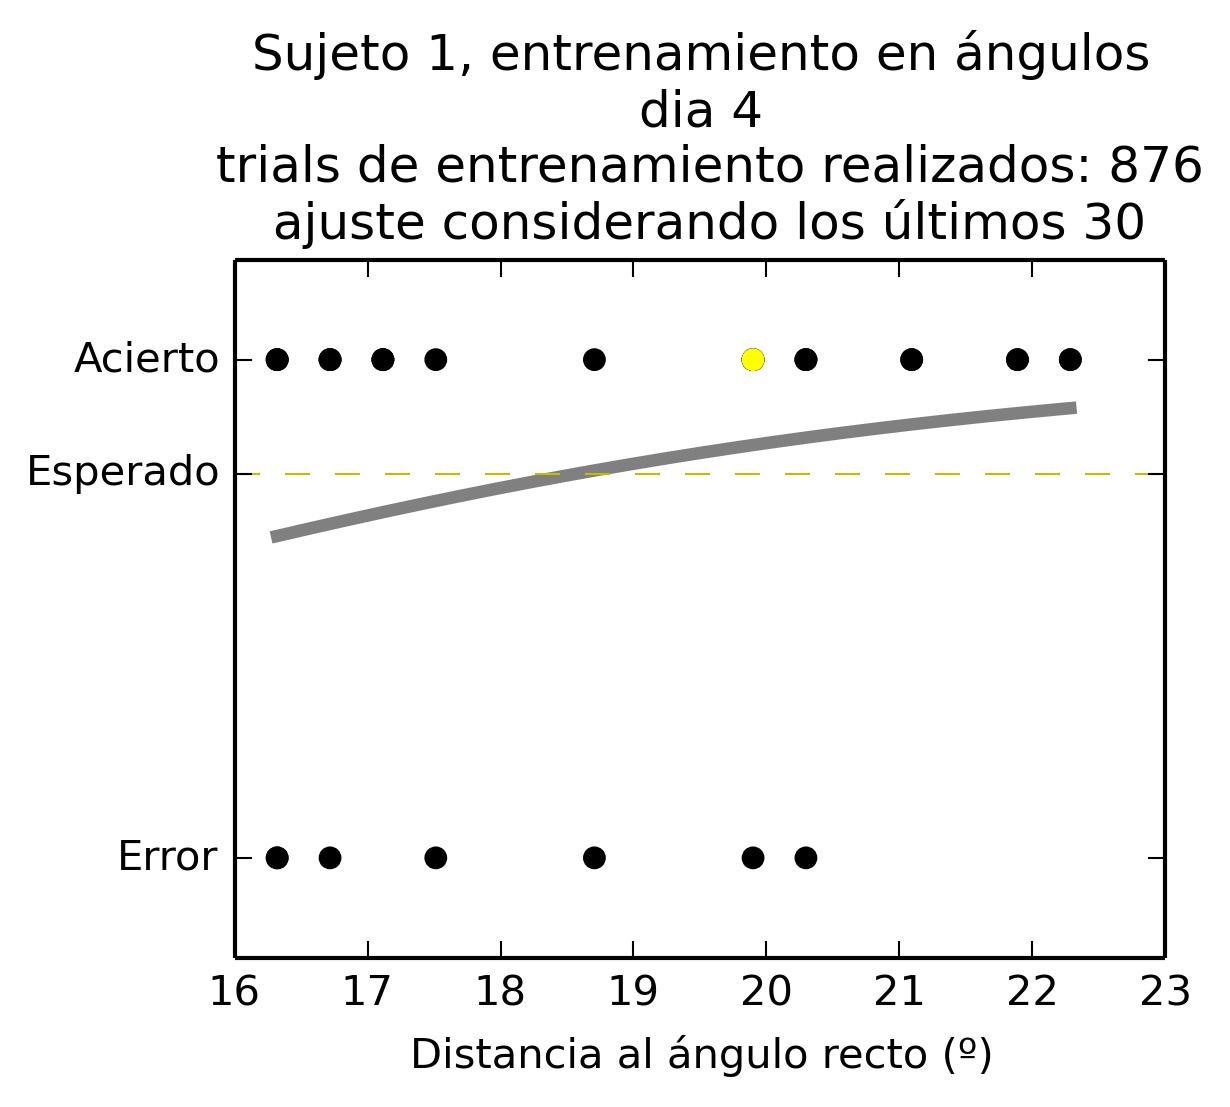 Sujeto 1, entrenamiento en ángulos
dia 4
trials de entrenamiento realizados: 876
ajuste considerando los últimos 30
Acierto
Esperado
Error
16 17 18 19 20 21 22 23
Distancia al ángulo recto (º)